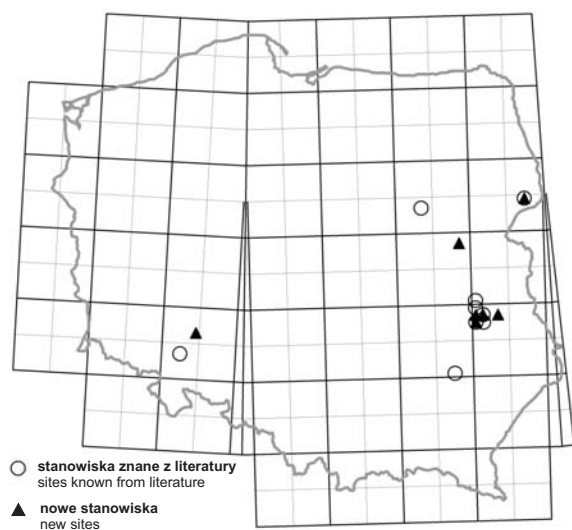 stanowiska znane z literatury
sites known from literature
nowe stanowiska
new sites